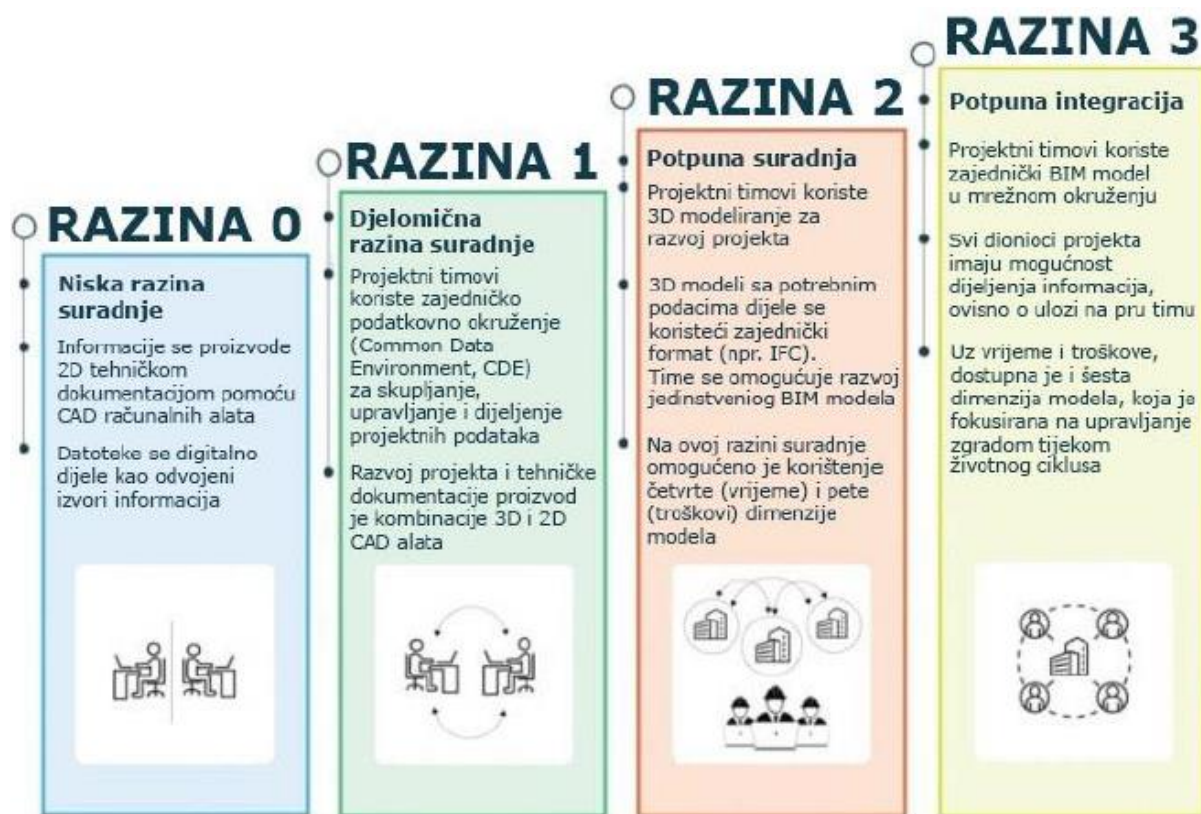 RAZINA 0
Niska razina
suradnje
Informacije se proizvode
2D tehničkom
dokumentacijom pomoću
CAD računalnih alata
Datoteke se digitalno
dijele kao odvojeni
izvori informacija
RAZINA 1
Djelomična
razina suradnje
Projektni timovi
koriste zajedničko
podatkovno okruženje
(Common Data
Environment, CDE)
za skupljanje,
upravljanje i dijeljenje
projektnih podataka
Razvoj projekta i tehničke
dokumentacije proizvod
je kombinacije 3D i 2D
CAD alata
RAZINA 2
Potpuna suradnja
Projektni timovi koriste
3D modeliranje za
razvoj projekta
3D modeli sa potrebnim
podacima dijele se
koristeći zajednički
format (npr. IFC).
Time se omogućuje razvoj
jedinstvenog BIM modela
Na ovoj razini suradnje
omogućeno je korištenje
četvrte (vrijeme) i pete
(troškovi) dimenzije
modela
RAZINA 3
Potpuna integracija
Projektni timovi koriste
zajednički BIM model
u mrežnom okruženju
Svi dionioci projekta
imaju mogućnost
dijeljenja informacija,
ovisno o ulozi na pru timu
Uz vrijeme i troškove,
dostupna je i šesta
dimenzija modela, koja je
fokusirana na upravljanje
zgradom tijekom
životnog ciklusa